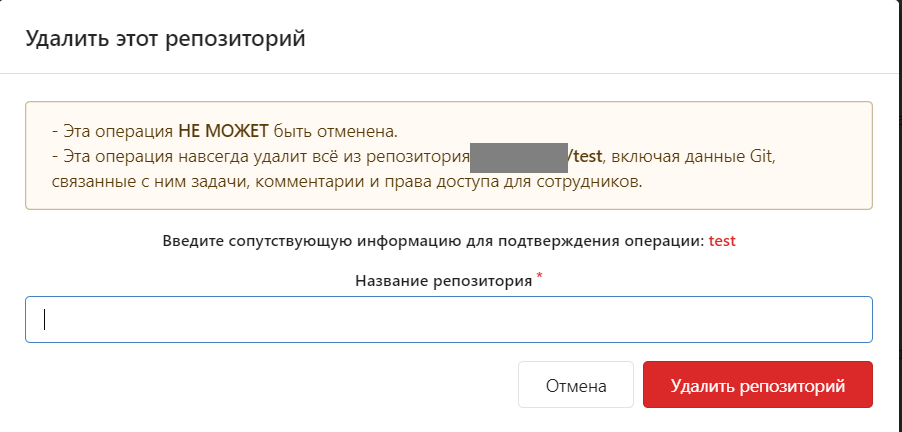 Удалить этот репозиторий
- Эта операция НЕ МОЖЕТ быть отменена.
- Эта операция навсегда удалит всё из репозитория /test, включая данные Git,
связанные с ним задачи, комментарии и права доступа для сотрудников.
Введите сопутствующую информацию для подтверждения операции: test
Название репозитория *
Отмена Удалить репозиторий